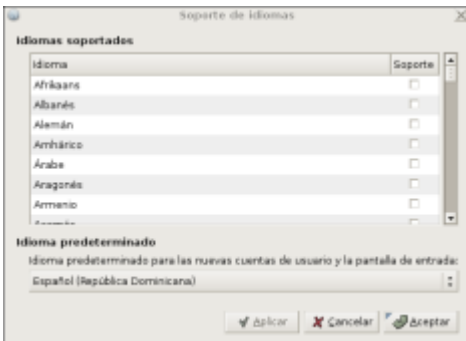 Soporte de idiomas
Idiomas soportados
Idioma Soporte
Afrikaans
Albanés
Alemán
Amhárico
Árabe
Aragonés
Armenio
Idioma predeterminado
Idioma predeterminado para las nuevas cuentas de usuario y la pantalla de entrada:
Español (República Dominicana)
Aplicar Cancelar Aceptar